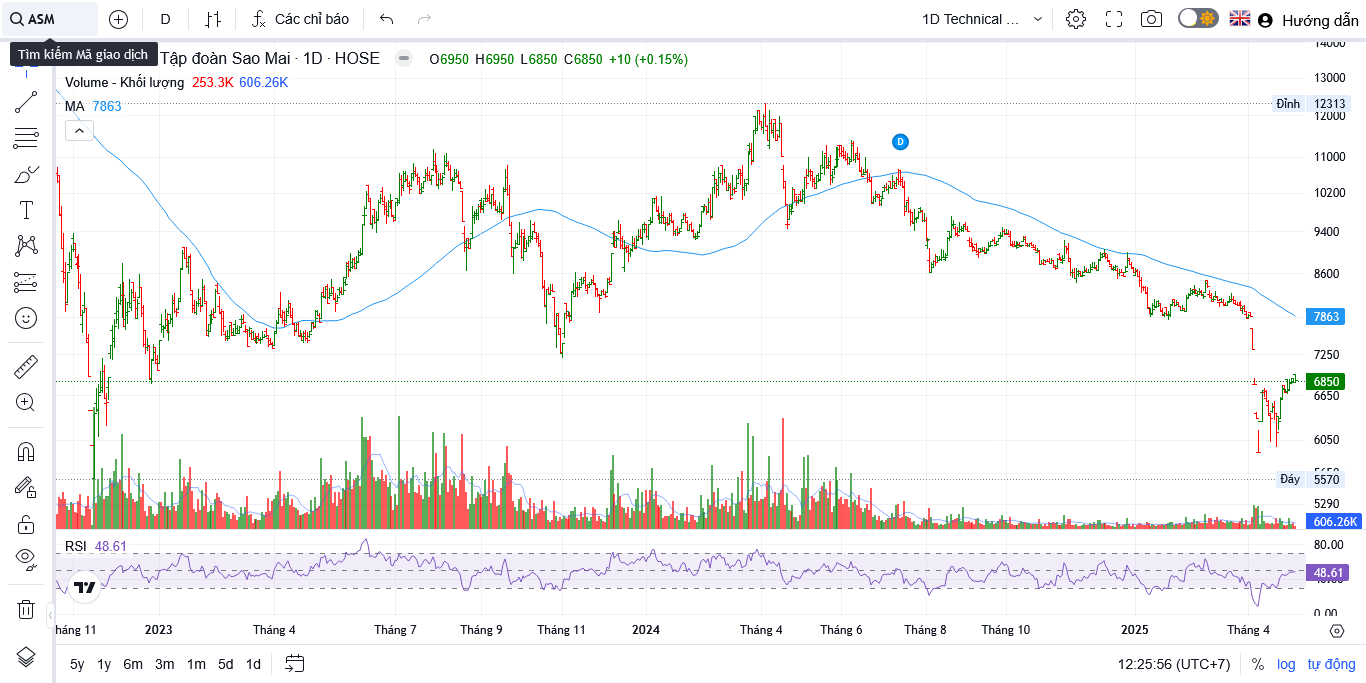 ASM
D
Các chỉ báo
1D Technical ...
Hướng dẫn
Tìm kiếm Mã giao dịch
Tập đoàn Sao Mai · 1D · HOSE
O6950 H6950 L6850 C6850 +10 (+0.15%)
Volume - Khối lượng 253.3K 606.26K
MA 7863
D
14000
13000
Đỉnh 12313
12000
11000
10200
9400
8600
7863
7250
6850
6650
6050
Đáy 5570
5290
606.26K
RSI 48.61
80.00
48.61
0.00
háng 11
2023
Tháng 4
Tháng 7
Tháng 9
Tháng 11
2024
Tháng 4
Tháng 6
Tháng 8
Tháng 10
2025
Tháng 4
5y 1y 6m 3m 1m 5d 1d
12:25:56 (UTC+7)
% log tự động